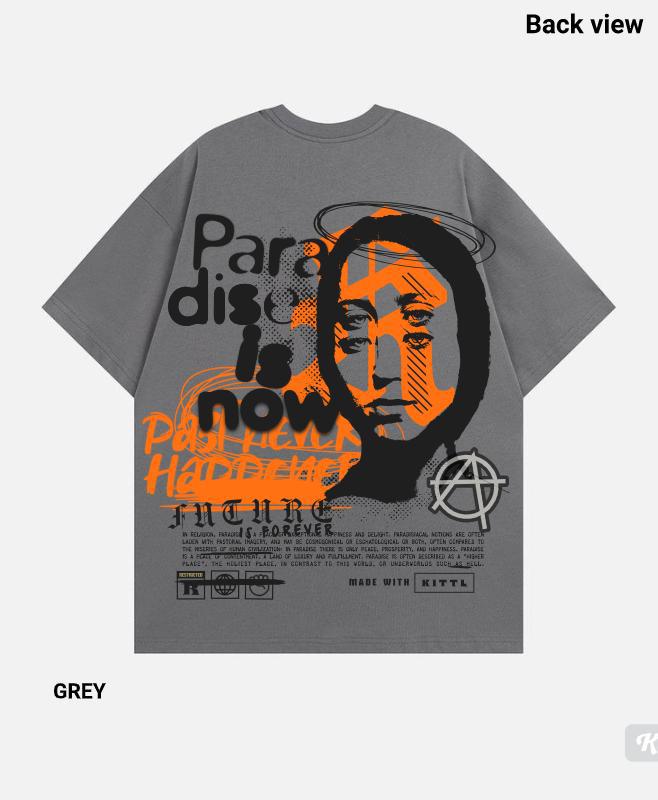 Back view
Para
dise
is
now
Past never
Happened
FUTURE
IS FOREVER
IN RELIGION, PARADISE IS A PLACE OF EXCEPTIONAL HAPPINESS AND DELIGHT. PARADISIACAL NOTIONS ARE OFTEN
LADEN WITH PASTORAL IMAGERY, AND MAY BE COSMOGONICAL OR ESCHATOLOGICAL OR BOTH, OFTEN COMPARED TO
THE MISERIES OF HUMAN CIVILIZATION: IN PARADISE THERE IS ONLY PEACE, PROSPERITY, AND HAPPINESS. PARADISE
IS A PLACE OF CONTENTMENT, A LAND OF LUXURY AND FULFILLMENT. PARADISE IS OFTEN DESCRIBED AS A "HIGHER
PLACE", THE HOLIEST PLACE, IN CONTRAST TO THIS WORLD, OR UNDERWORLDS SUCH AS HELL.
RESTRICTED
R
MADE WITH KITTL
GREY
K